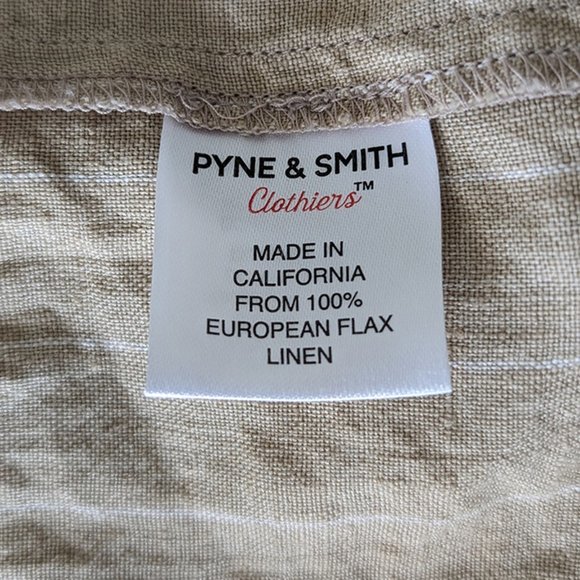 PYNE & SMITH
Clothiers™
MADE IN
CALIFORNIA
FROM 100%
EUROPEAN FLAX
LINEN